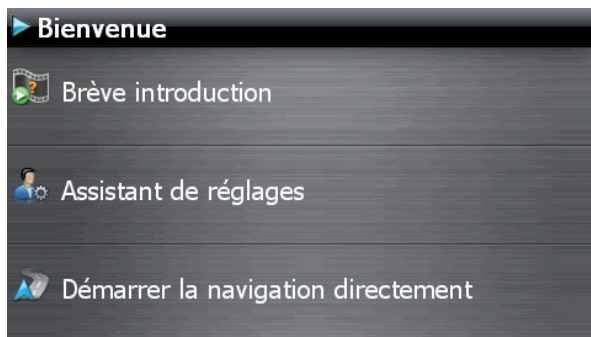 Bienvenue
Brève introduction
Assistant de réglages
Démarrer la navigation directement